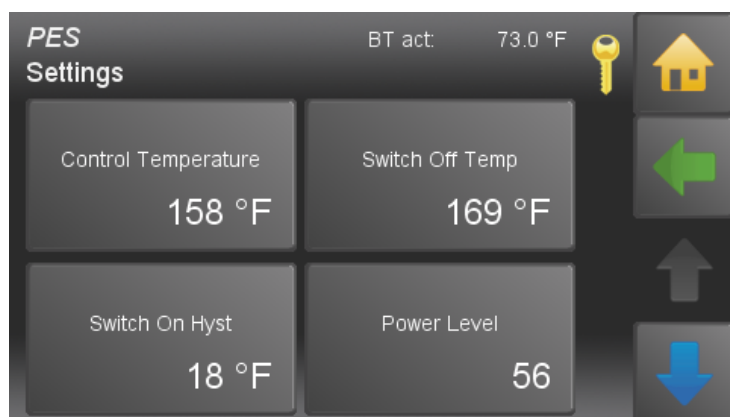 PES BT act: 73.0 °F
Settings
Control Temperature
158 °F
Switch Off Temp
169 °F
Switch On Hyst
18 °F
Power Level
56